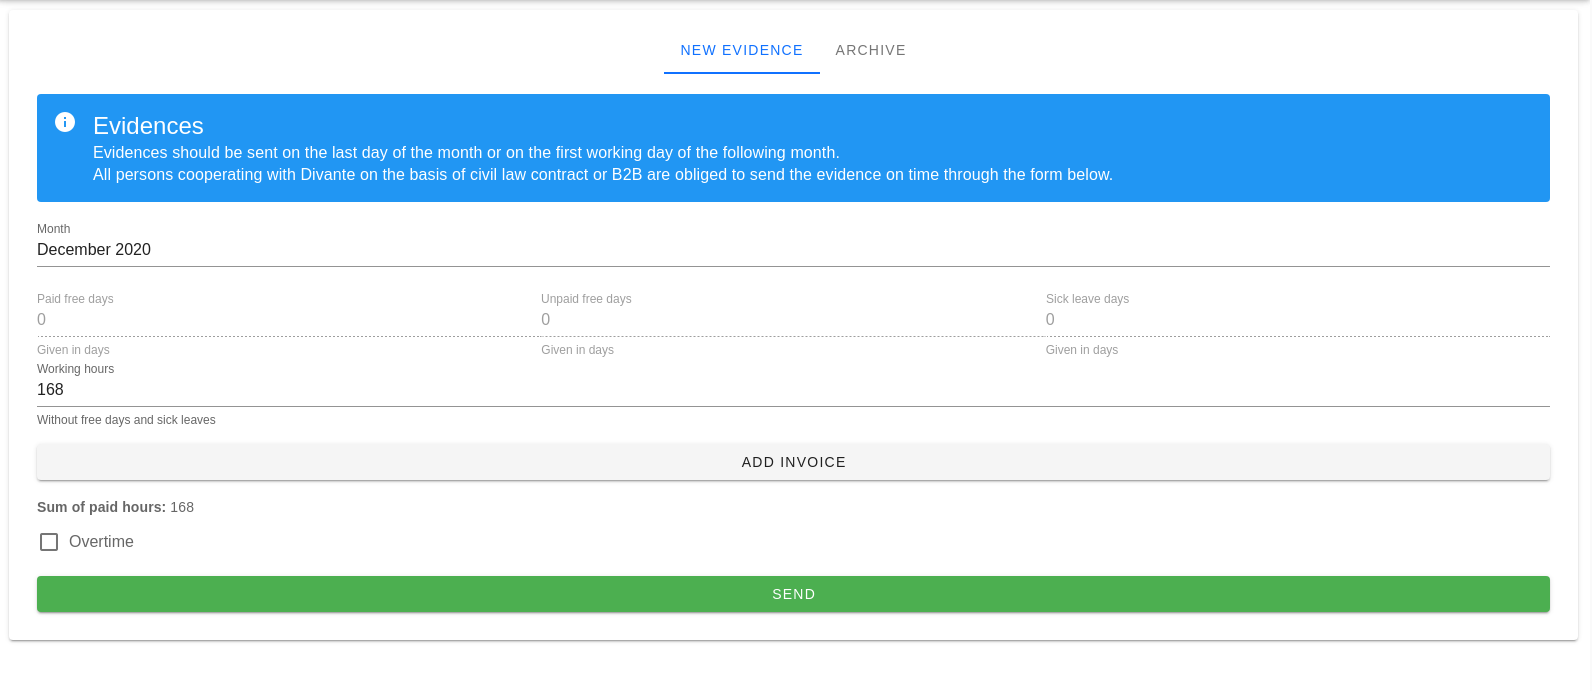 NEW EVIDENCE ARCHIVE
Evidences
Evidences should be sent on the last day of the month or on the first working day of the following month.
All persons cooperating with Divante on the basis of civil law contract or B2B are obliged to send the evidence on time through the form below.
Month
December 2020
Paid free days Unpaid free days Sick leave days
0 0 0
Given in days Given in days Given in days
Working hours
168
Without free days and sick leaves
ADD INVOICE
Sum of paid hours: 168
Overtime
SEND